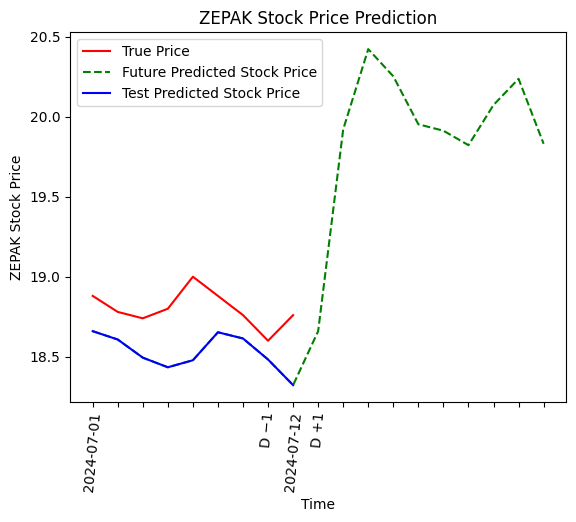 ZEPAK Stock Price Prediction
True Price
Future Predicted Stock Price
Test Predicted Stock Price
ZEPAK Stock Price
20.5
20.0
19.5
19.0
18.5
2024-07-01
D −1
2024-07-12
D +1
Time